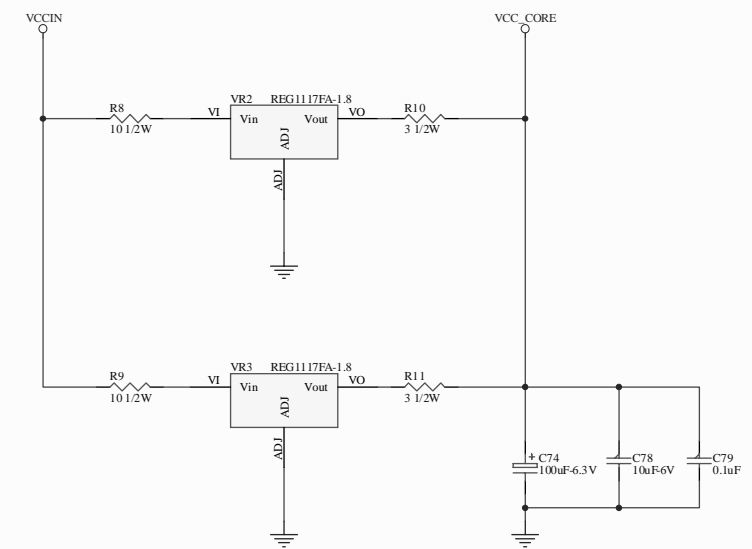 VCCIN
VCC_CORE
VR2 REG1117FA-1.8
R8
10 1/2W
VI
Vin
Vout
ADJ
VO
R10
3 1/2W
ADJ
VR3 REG1117FA-1.8
R9
10 1/2W
VI
Vin
Vout
ADJ
VO
R11
3 1/2W
ADJ
+ C74
100uF-6.3V
C78
10uF-6V
C79
0.1uF